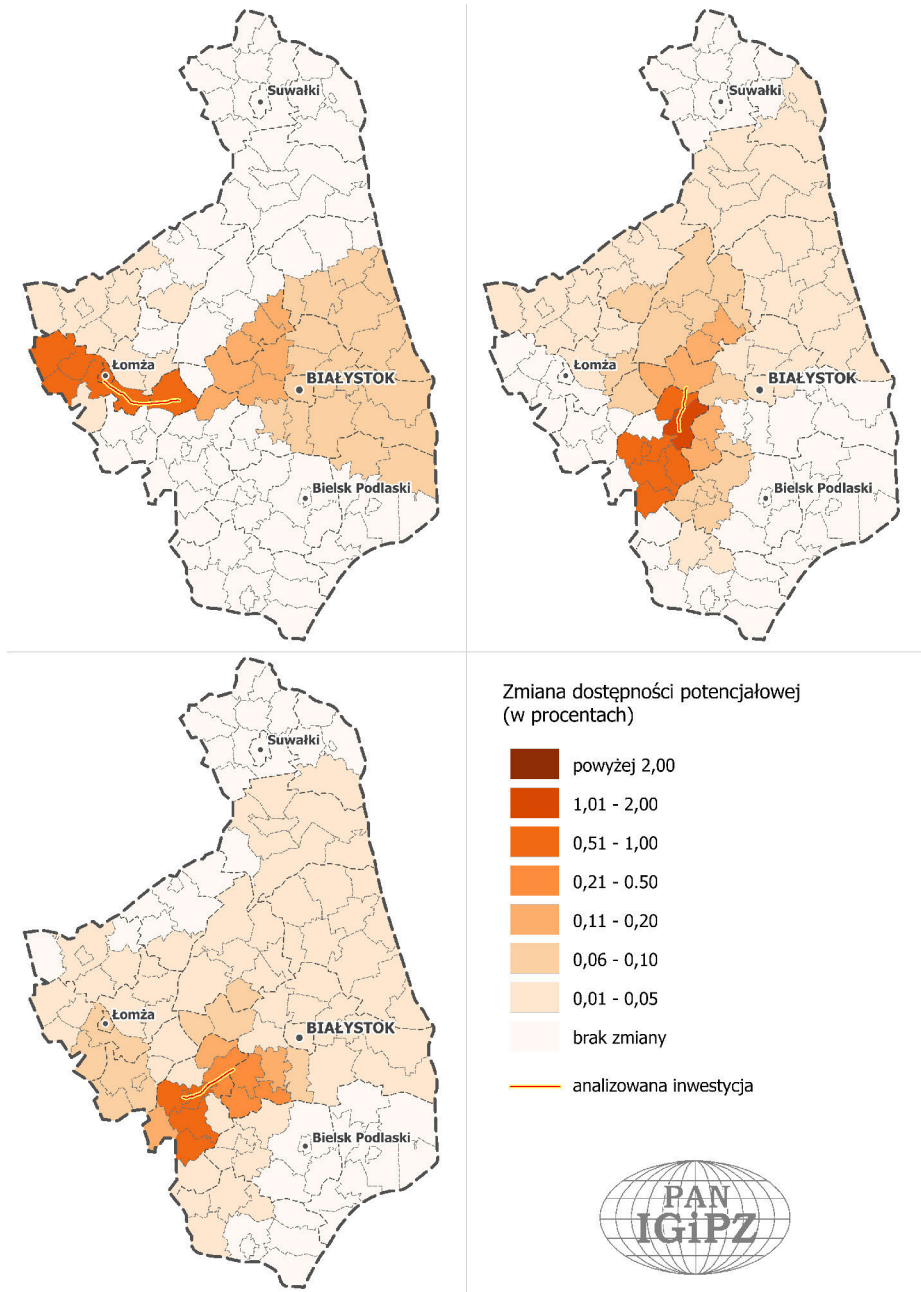 Suwałki
Łomża
BIAŁYSTOK
Bielsk Podlaski
Suwałki
Łomża
BIAŁYSTOK
Bielsk Podlaski
Suwałki
Łomża
BIAŁYSTOK
Bielsk Podlaski
Zmiana dostępności potencjałowej
(w procentach)
powyżej 2,00
1,01 - 2,00
0,51 - 1,00
0,21 - 0,50
0,11 - 0,20
0,06 - 0,10
0,01 - 0,05
brak zmiany
analizowana inwestycja
PAN
IGiPZ